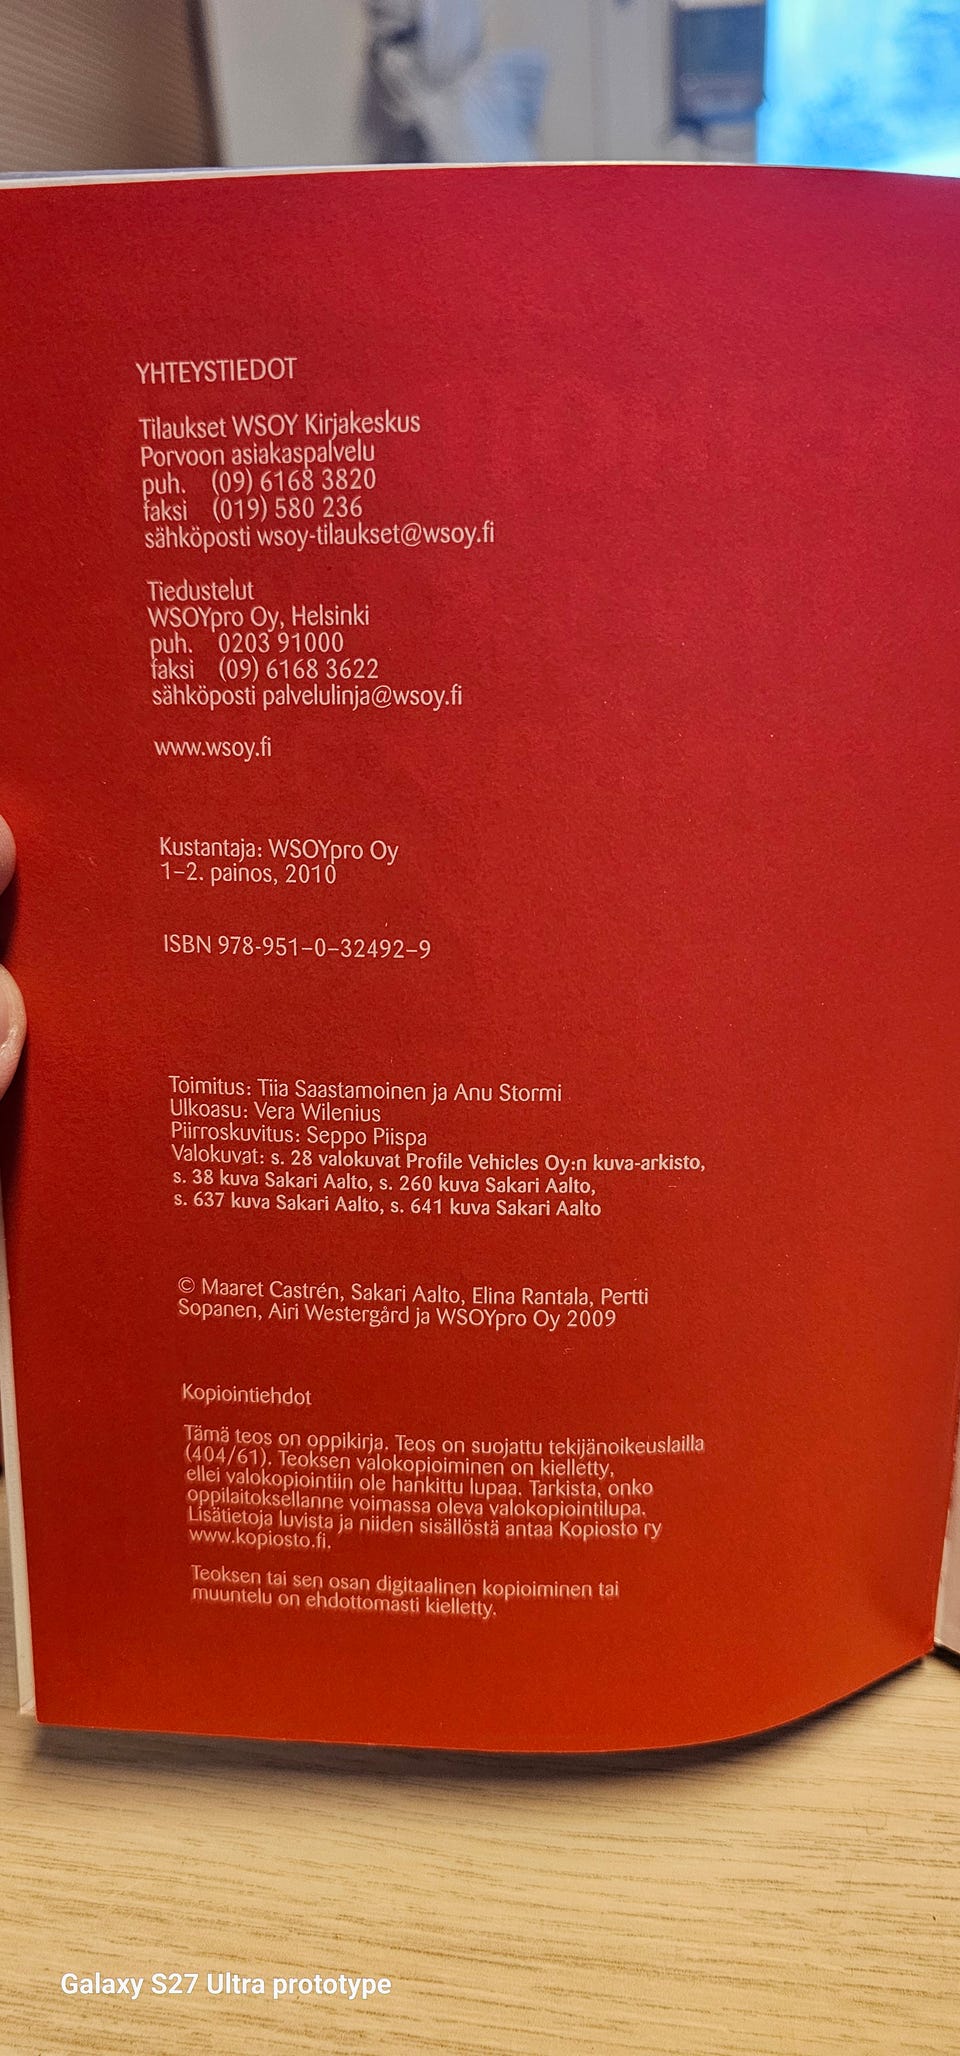 YHTEYSTIEDOT
Tilaukset WSOY Kirjakeskus
Porvoon asiakaspalvelu
puh. (09) 6168 3820
faksi (019) 580 236
sähköposti wsoy-tilaukset@wsoy.fi
Tiedustelut
WSOYpro Oy, Helsinki
puh. 0203 91000
faksi (09) 6168 3622
sähköposti palvelulinja@wsoy.fi
www.wsoy.fi
Kustantaja: WSOYpro Oy
1–2. painos, 2010
ISBN 978-951–0–32492–9
Toimitus: Tiia Saastamoinen ja Anu Stormi
Ulkoasu: Vera Wilenius
Piirroskuvitus: Seppo Piispa
Valokuvat: s. 28 valokuvat Profile Vehicles Oy:n kuva-arkisto,
s. 38 kuva Sakari Aalto, s. 260 kuva Sakari Aalto,
s. 637 kuva Sakari Aalto, s. 641 kuva Sakari Aalto
© Maaret Castrén, Sakari Aalto, Elina Rantala, Pertti
Sopanen, Airi Westergård ja WSOYpro Oy 2009
Kopiointiehdot
Tämä teos on oppikirja. Teos on suojattu tekijänoikeuslailla
(404/61). Teoksen valokopioiminen on kielletty,
ellei valokopiointiin ole hankittu lupaa. Tarkista, onko
oppilaitoksellanne voimassa oleva valokopiointilupa.
Lisätietoja luvista ja niiden sisällöstä antaa Kopiosto ry
www.kopiosto.fi.
Teoksen tai sen osan digitaalinen kopioiminen tai
muuntelu on ehdottomasti kielletty.
Galaxy S27 Ultra prototype